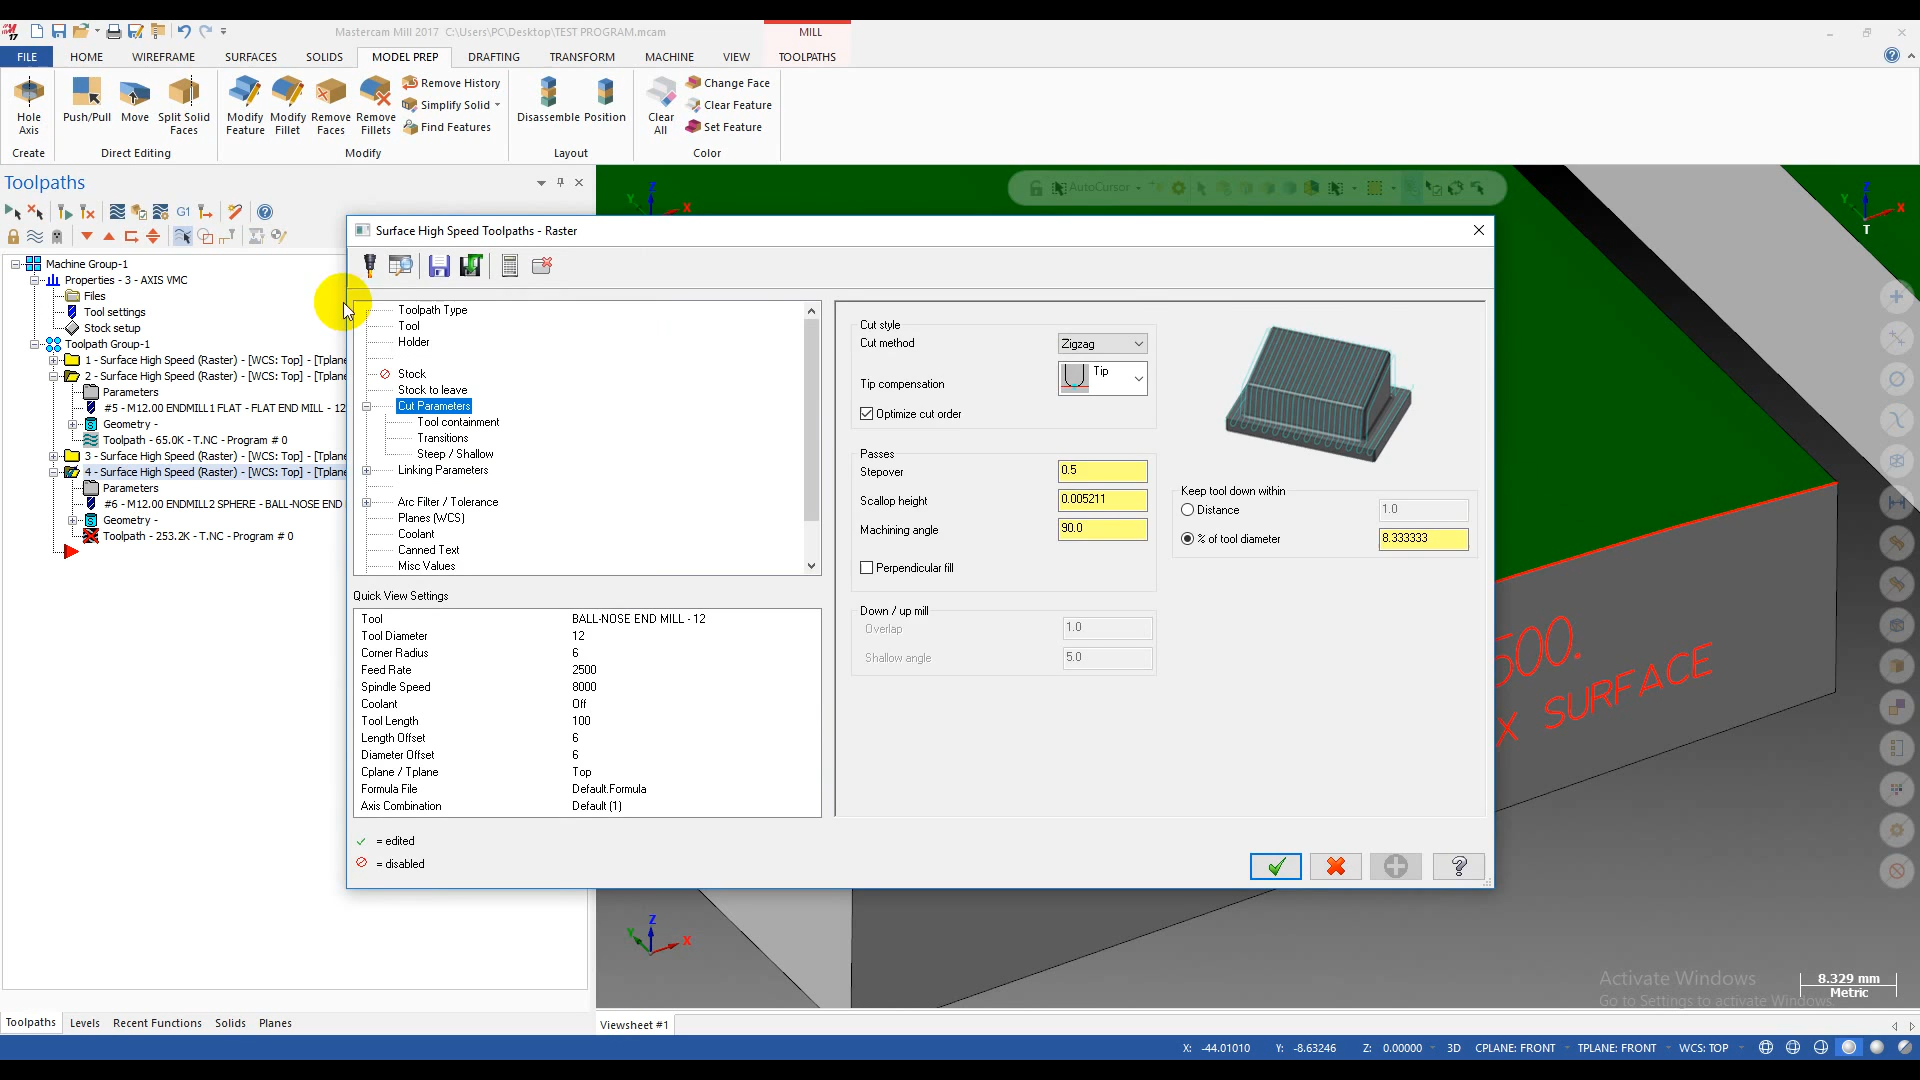 Mastercam Mill 2017 C:\Users\PC\Desktop\TEST PROGRAM.mcam
MILL
FILE HOME WIREFRAME SURFACES SOLIDS MODEL PREP DRAFTING TRANSFORM MACHINE VIEW TOOLPATHS
Hole Axis
Push/Pull
Move
Split Solid Faces
Modify Feature
Modify Fillet
Remove Faces
Remove Fillets
Remove History
Simplify Solid
Find Features
Disassemble
Position
Clear All
Change Face
Clear Feature
Set Feature
Create
Direct Editing
Modify
Layout
Color
Toolpaths
G1
Machine Group-1
Properties - 3 - AXIS VMC
Files
Tool settings
Stock setup
Toolpath Group-1
1 - Surface High Speed (Raster) - [WCS: Top] - [Tplane
2 - Surface High Speed (Raster) - [WCS: Top] - [Tplane
Parameters
#5 - M12.00 ENDMILL1 FLAT - FLAT END MILL - 12
Geometry -
Toolpath - 65.0K - T.NC - Program # 0
3 - Surface High Speed (Raster) - [WCS: Top] - [Tplane
4 - Surface High Speed (Raster) - [WCS: Top] - [Tplane
Parameters
#6 - M12.00 ENDMILL2 SPHERE - BALL-NOSE END
Geometry -
Toolpath - 253.2K - T.NC - Program # 0
AutoCursor
Z
Y
X
Z
X
T
Surface High Speed Toolpaths - Raster
Toolpath Type
Tool
Holder
Stock
Stock to leave
Cut Parameters
Tool containment
Transitions
Steep / Shallow
Linking Parameters
Arc Filter / Tolerance
Planes (WCS)
Coolant
Canned Text
Misc Values
Quick View Settings
Tool BALL-NOSE END MILL - 12
Tool Diameter 12
Corner Radius 6
Feed Rate 2500
Spindle Speed 8000
Coolant Off
Tool Length 100
Length Offset 6
Diameter Offset 6
Cplane / Tplane Top
Formula File Default.Formula
Axis Combination Default (1)
= edited
= disabled
Cut style
Cut method Zigzag
Tip compensation Tip
Optimize cut order
Passes
Stepover 0.5
Scallop height 0.005211
Machining angle 90.0
Perpendicular fill
Down / up mill
Overlap 1.0
Shallow angle 5.0
Keep tool down within
Distance 1.0
% of tool diameter 8.333333
500.
X SURFACE
Z
Y
X
Activate Windows
Go to Settings to activate Windows.
8.329 mm
Metric
Toolpaths Levels Recent Functions Solids Planes
Viewsheet #1
X: -44.01010 Y: -8.63246 Z: 0.00000 3D CPLANE: FRONT TPLANE: FRONT WCS: TOP